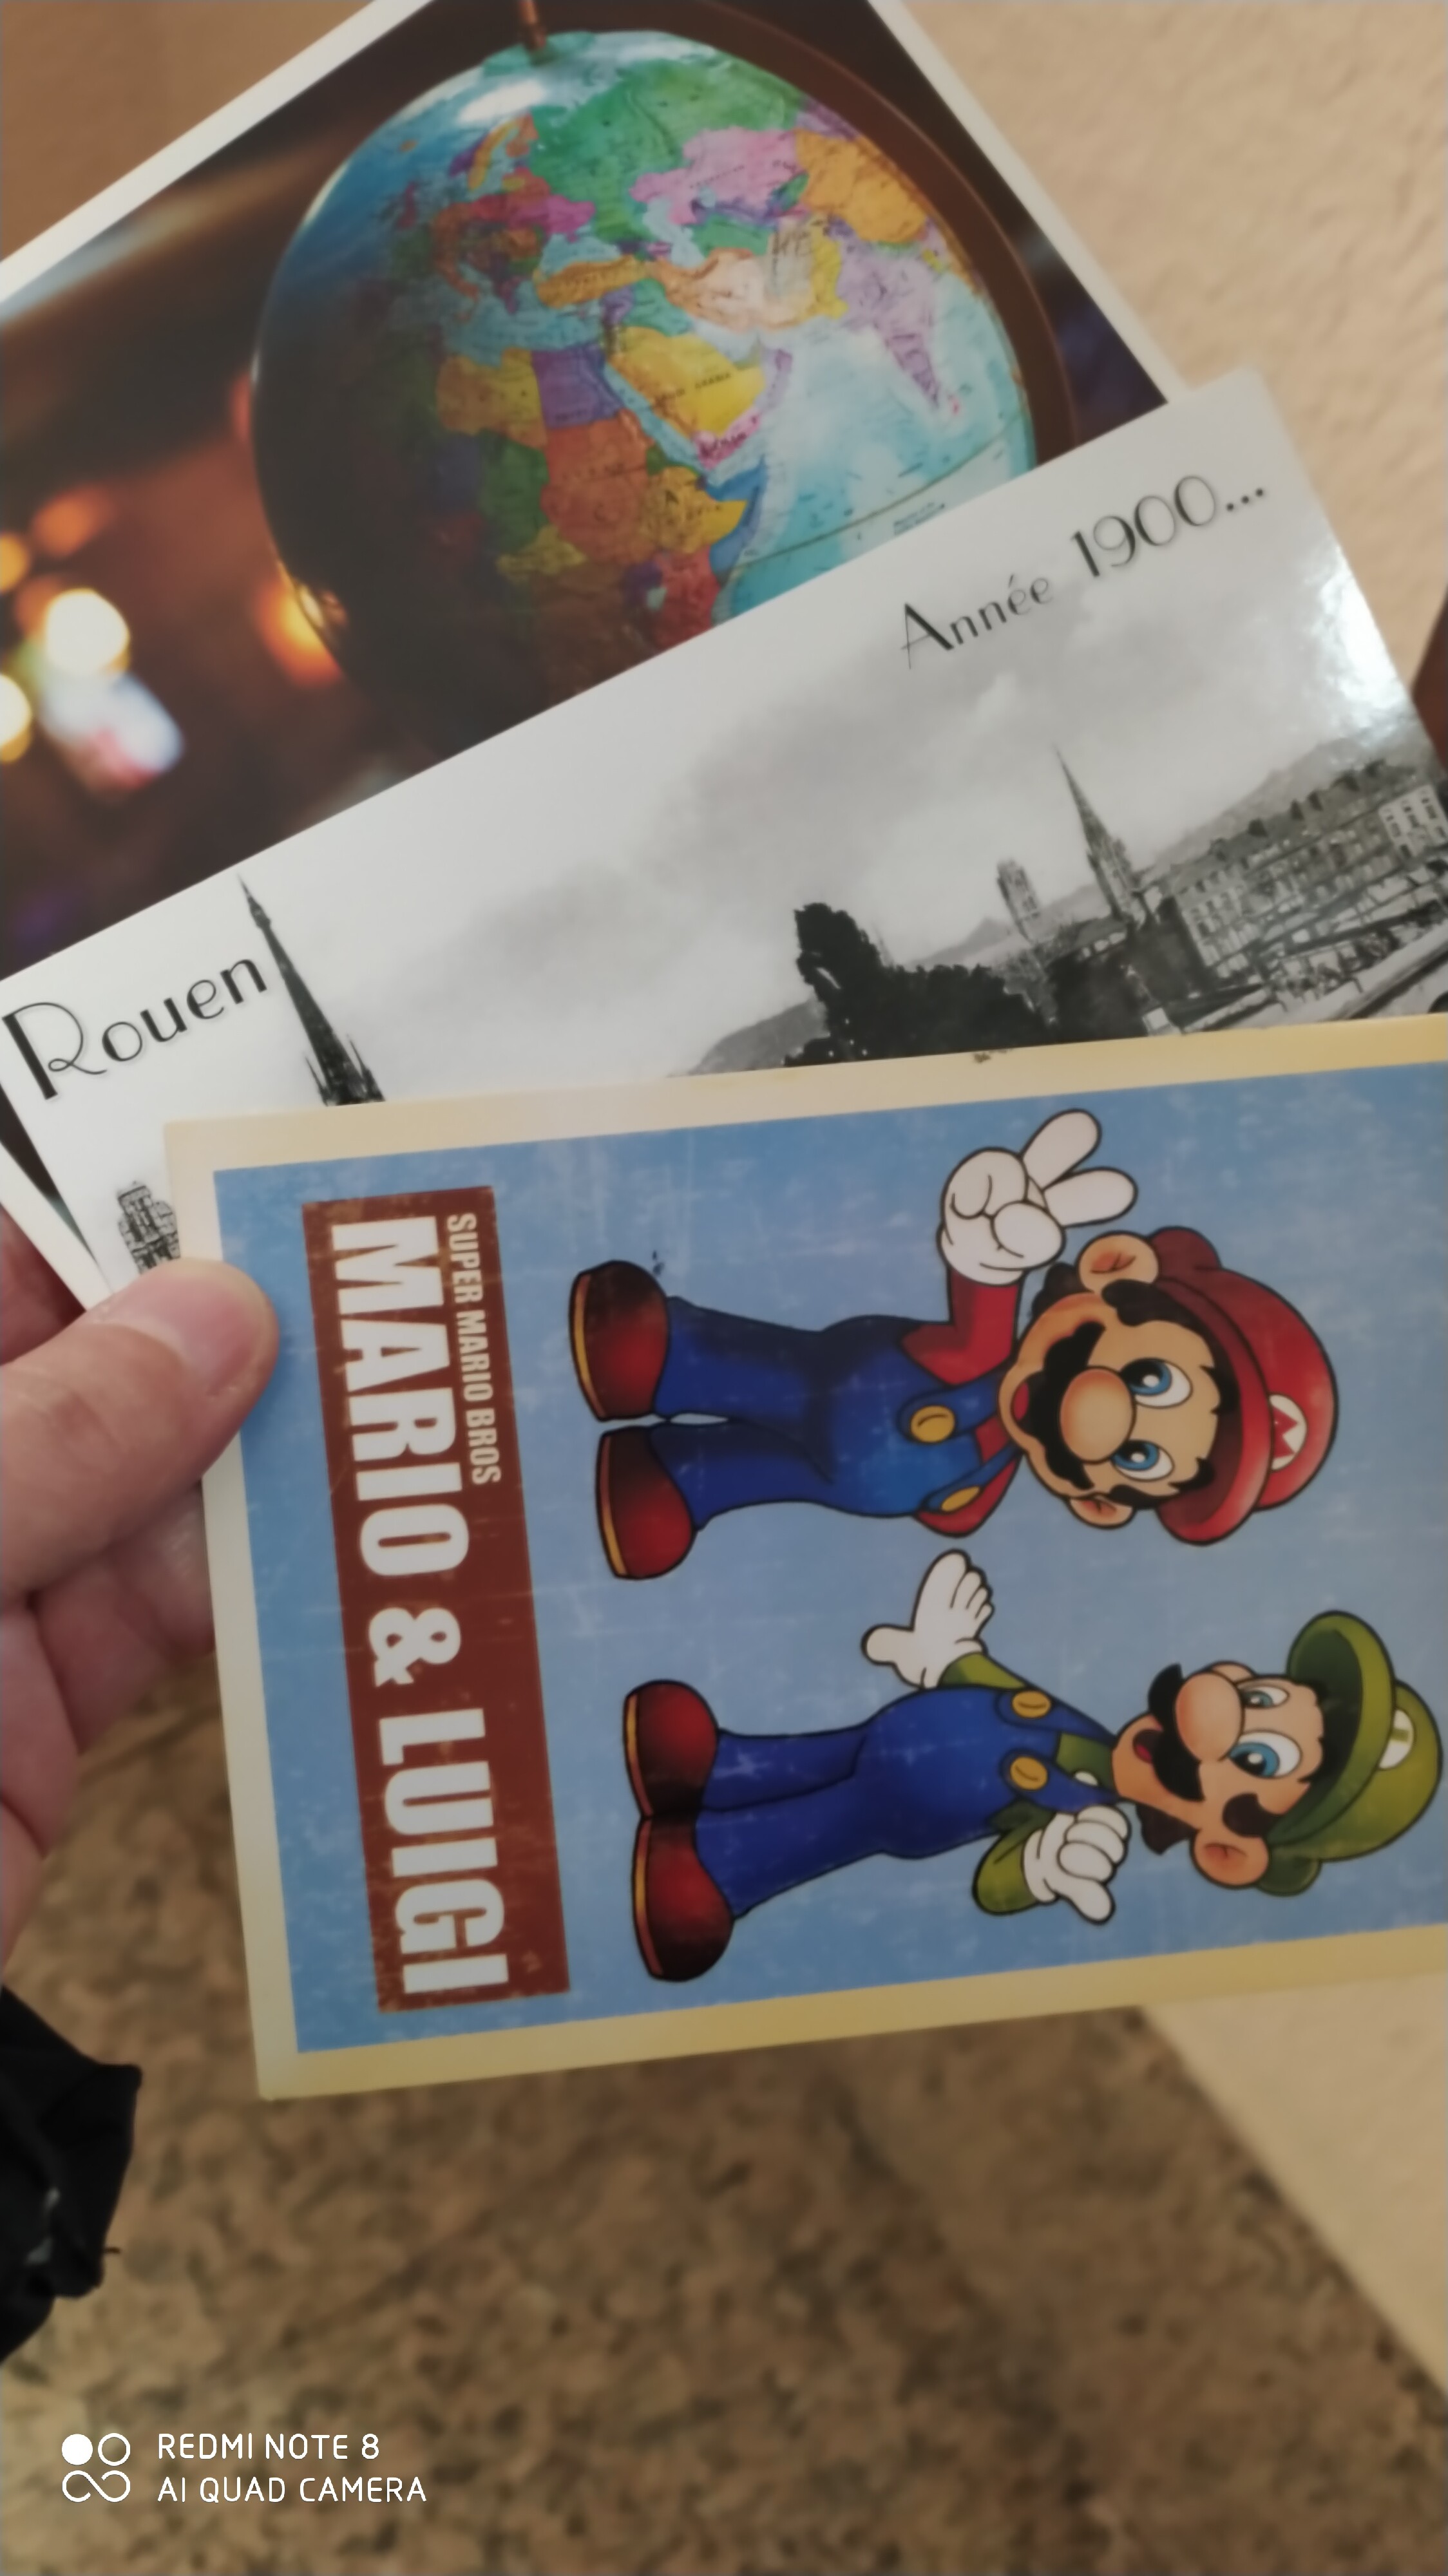 Année 1900...
Rouen
SUPER MARIO BROS
MARIO & LUIGI
M
L
REDMI NOTE 8
AI QUAD CAMERA